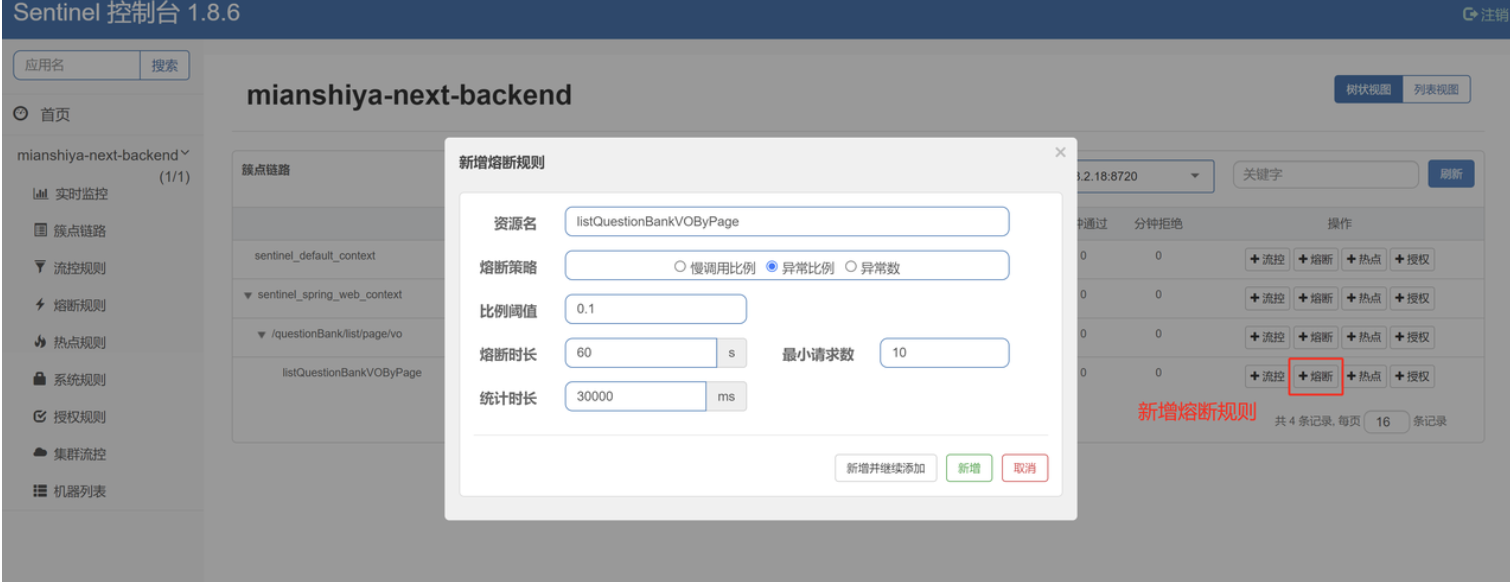 Sentinel 控制台 1.8.6
注销
应用名 搜索
首页
mianshiya-next-backend
(1/1)
实时监控
簇点链路
流控规则
熔断规则
热点规则
系统规则
授权规则
集群流控
机器列表
mianshiya-next-backend
树状视图 列表视图
簇点链路
3.2.18:8720
关键字
刷新
钟通过 分钟拒绝 操作
sentinel_default_context 0 0 +流控 +熔断 +热点 +授权
sentinel_spring_web_context 0 0 +流控 +熔断 +热点 +授权
/questionBank/list/page/vo 0 0 +流控 +熔断 +热点 +授权
listQuestionBankVOByPage 0 0 +流控 +熔断 +热点 +授权
新增熔断规则
共 4 条记录, 每页 16 条记录
新增熔断规则
×
资源名 listQuestionBankVOByPage
熔断策略 慢调用比例 异常比例 异常数
比例阈值 0.1
熔断时长 60 s 最小请求数 10
统计时长 30000 ms
新增并继续添加 新增 取消